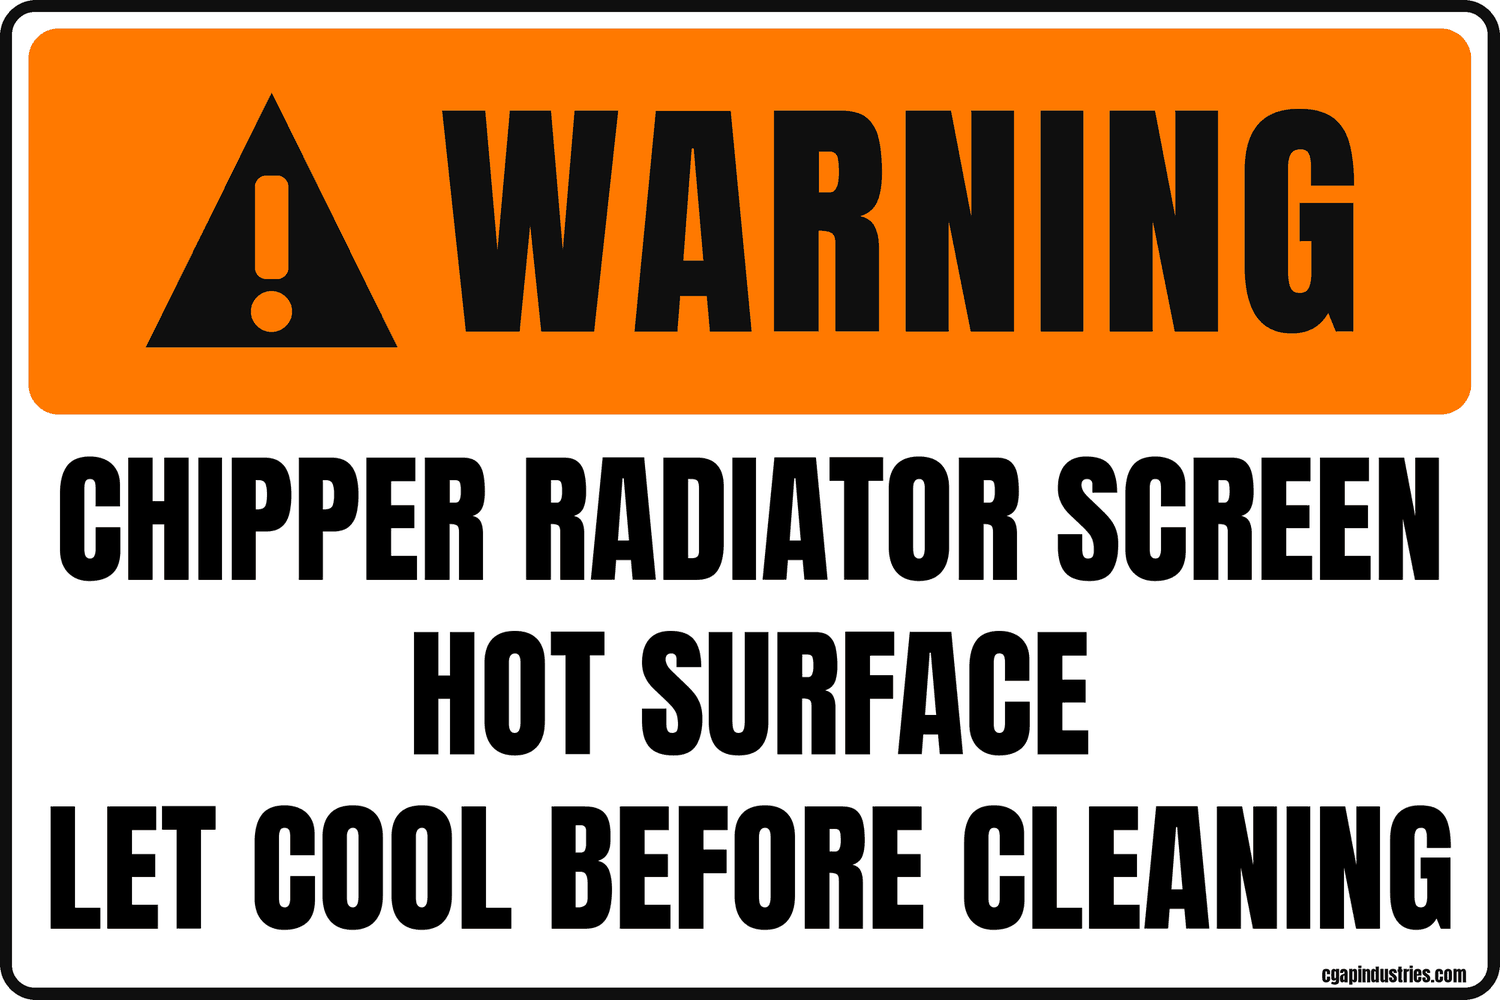 WARNING
CHIPPER RADIATOR SCREEN
HOT SURFACE
LET COOL BEFORE CLEANING
cgapindustries.com